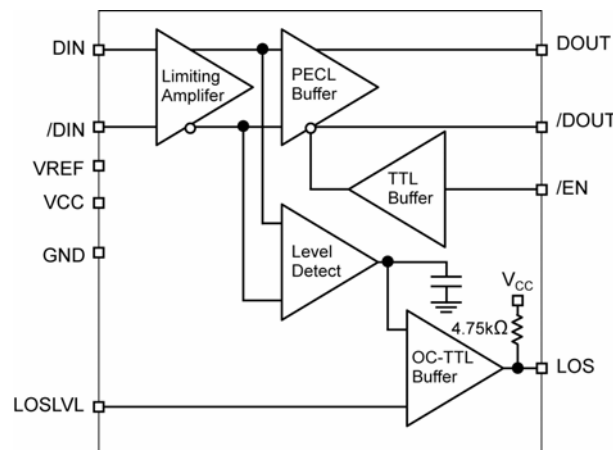 DIN
Limiting
Amplifer
PECL
Buffer
DOUT
/DIN
/DOUT
VREF
TTL
Buffer
/EN
VCC
GND
Level
Detect
VCC
4.75kΩ
OC-TTL
Buffer
LOS
LOSLVL